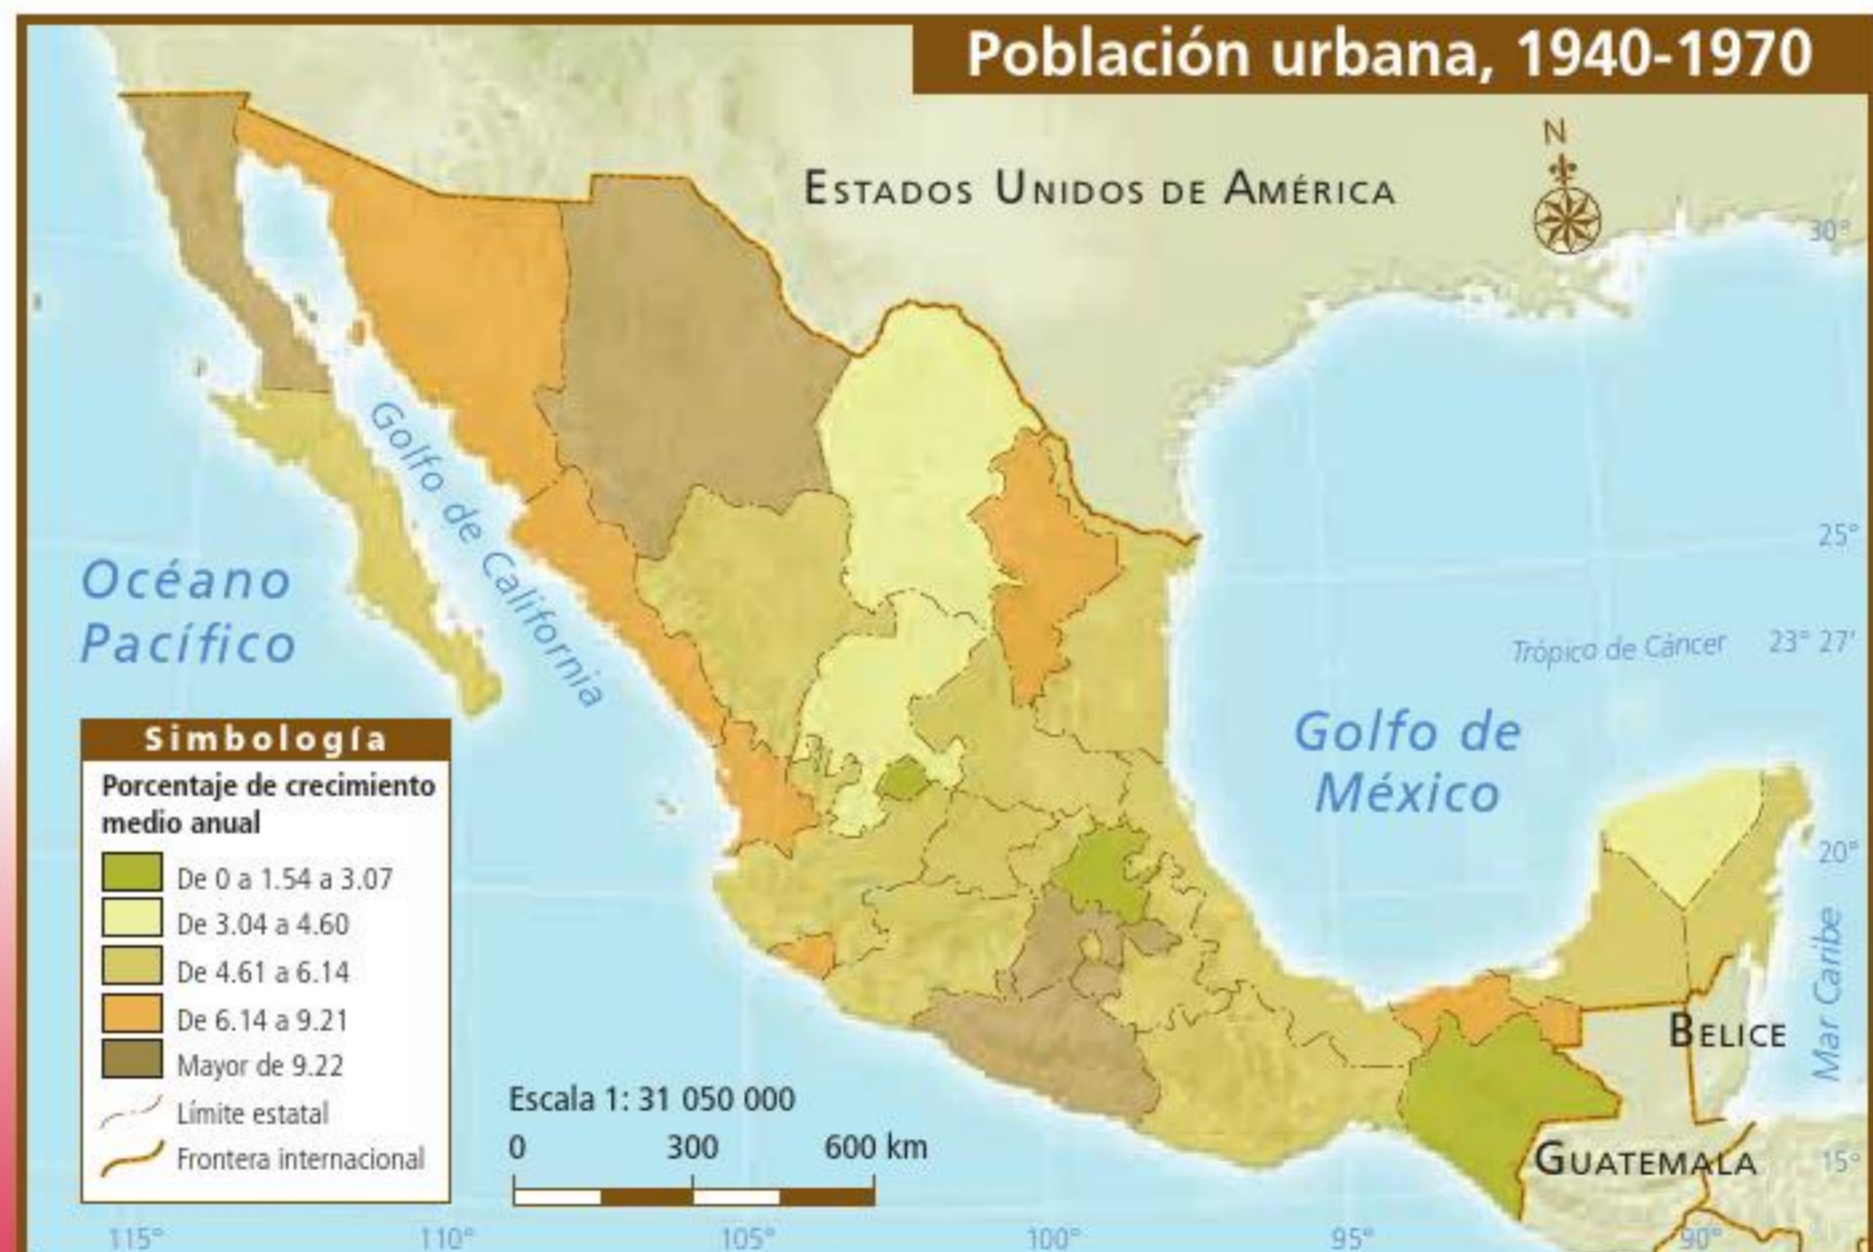 Población urbana, 1940-1970
N
Estados Unidos de América
30°
Golfo de California
25°
Océano
Pacífico
Trópico de Cáncer 23° 27'
Golfo de
México
Simbología
Porcentaje de crecimiento
medio anual
De 0 a 1.54 a 3.07
De 3.04 a 4.60
De 4.61 a 6.14
De 6.14 a 9.21
Mayor de 9.22
Límite estatal
Frontera internacional
20°
Mar Caribe
Belice
Escala 1: 31 050 000
0 300 600 km
Guatemala
15°
115° 110° 105° 100° 95° 90°